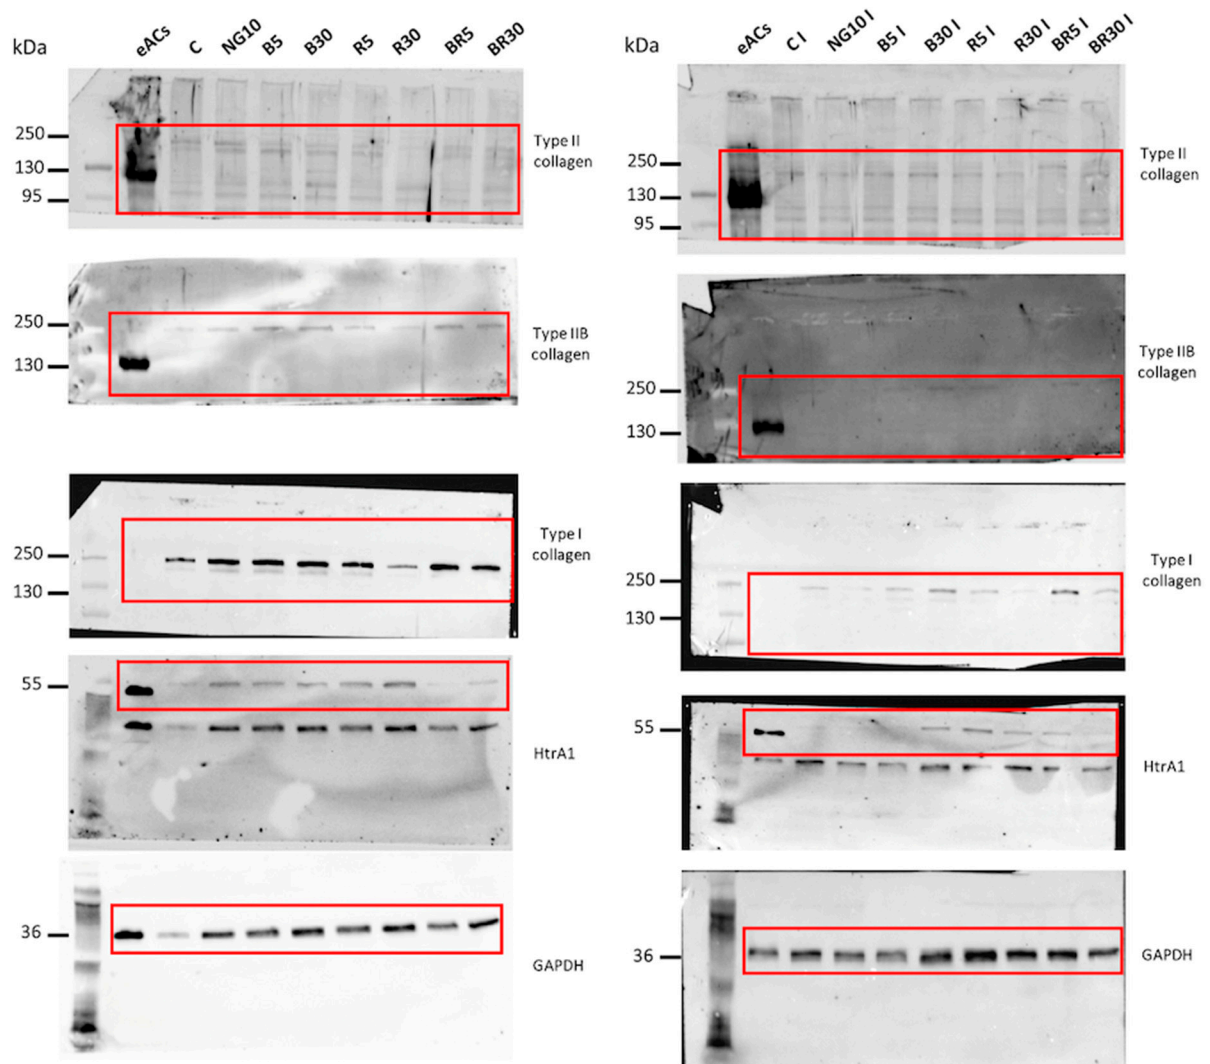 kDa
eACs C NG10 B5 B30 R5 R30 BR5 BR30
250
130
95
Type II
collagen
250
130
Type IIB
collagen
250
130
Type I
collagen
55
HtrA1
36
GAPDH
kDa
eACs C I NG10 I B5 I B30 I R5 I R30 I BR5 I BR30 I
250
130
95
Type II
collagen
250
130
Type IIB
collagen
250
130
Type I
collagen
55
HtrA1
36
GAPDH